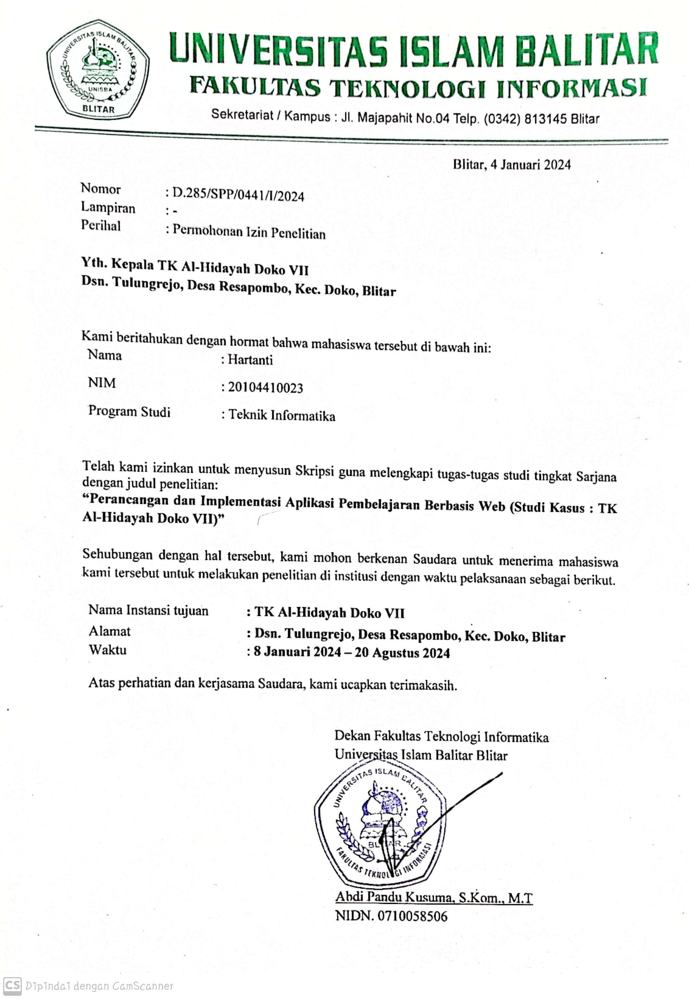 UNIVERSITAS ISLAM BALITAR
UNISBA
BLITAR
UNIVERSITAS ISLAM BALITAR
FAKULTAS TEKNOLOGI INFORMASI
Sekretariat / Kampus : Jl. Majapahit No.04 Telp. (0342) 813145 Blitar
Blitar, 4 Januari 2024
Nomor : D.285/SPP/0441/I/2024
Lampiran : -
Perihal : Permohonan Izin Penelitian
Yth. Kepala TK Al-Hidayah Doko VII
Dsn. Tulungrejo, Desa Resapombo, Kec. Doko, Blitar
Kami beritahukan dengan hormat bahwa mahasiswa tersebut di bawah ini:
Nama : Hartanti
NIM : 20104410023
Program Studi : Teknik Informatika
Telah kami izinkan untuk menyusun Skripsi guna melengkapi tugas-tugas studi tingkat Sarjana
dengan judul penelitian:
“Perancangan dan Implementasi Aplikasi Pembelajaran Berbasis Web (Studi Kasus : TK
Al-Hidayah Doko VII)”
Sehubungan dengan hal tersebut, kami mohon berkenan Saudara untuk menerima mahasiswa
kami tersebut untuk melakukan penelitian di institusi dengan waktu pelaksanaan sebagai berikut.
Nama Instansi tujuan : TK Al-Hidayah Doko VII
Alamat : Dsn. Tulungrejo, Desa Resapombo, Kec. Doko, Blitar
Waktu : 8 Januari 2024 – 20 Agustus 2024
Atas perhatian dan kerjasama Saudara, kami ucapkan terimakasih.
Dekan Fakultas Teknologi Informatika
Universitas Islam Balitar Blitar
UNIVERSITAS ISLAM BALITAR
BLITAR
FAKULTAS TEKNOLOGI INFORMASI
Abdi Pandu Kusuma, S.Kom., M.T
NIDN. 0710058506
CS Dipindai dengan CamScanner